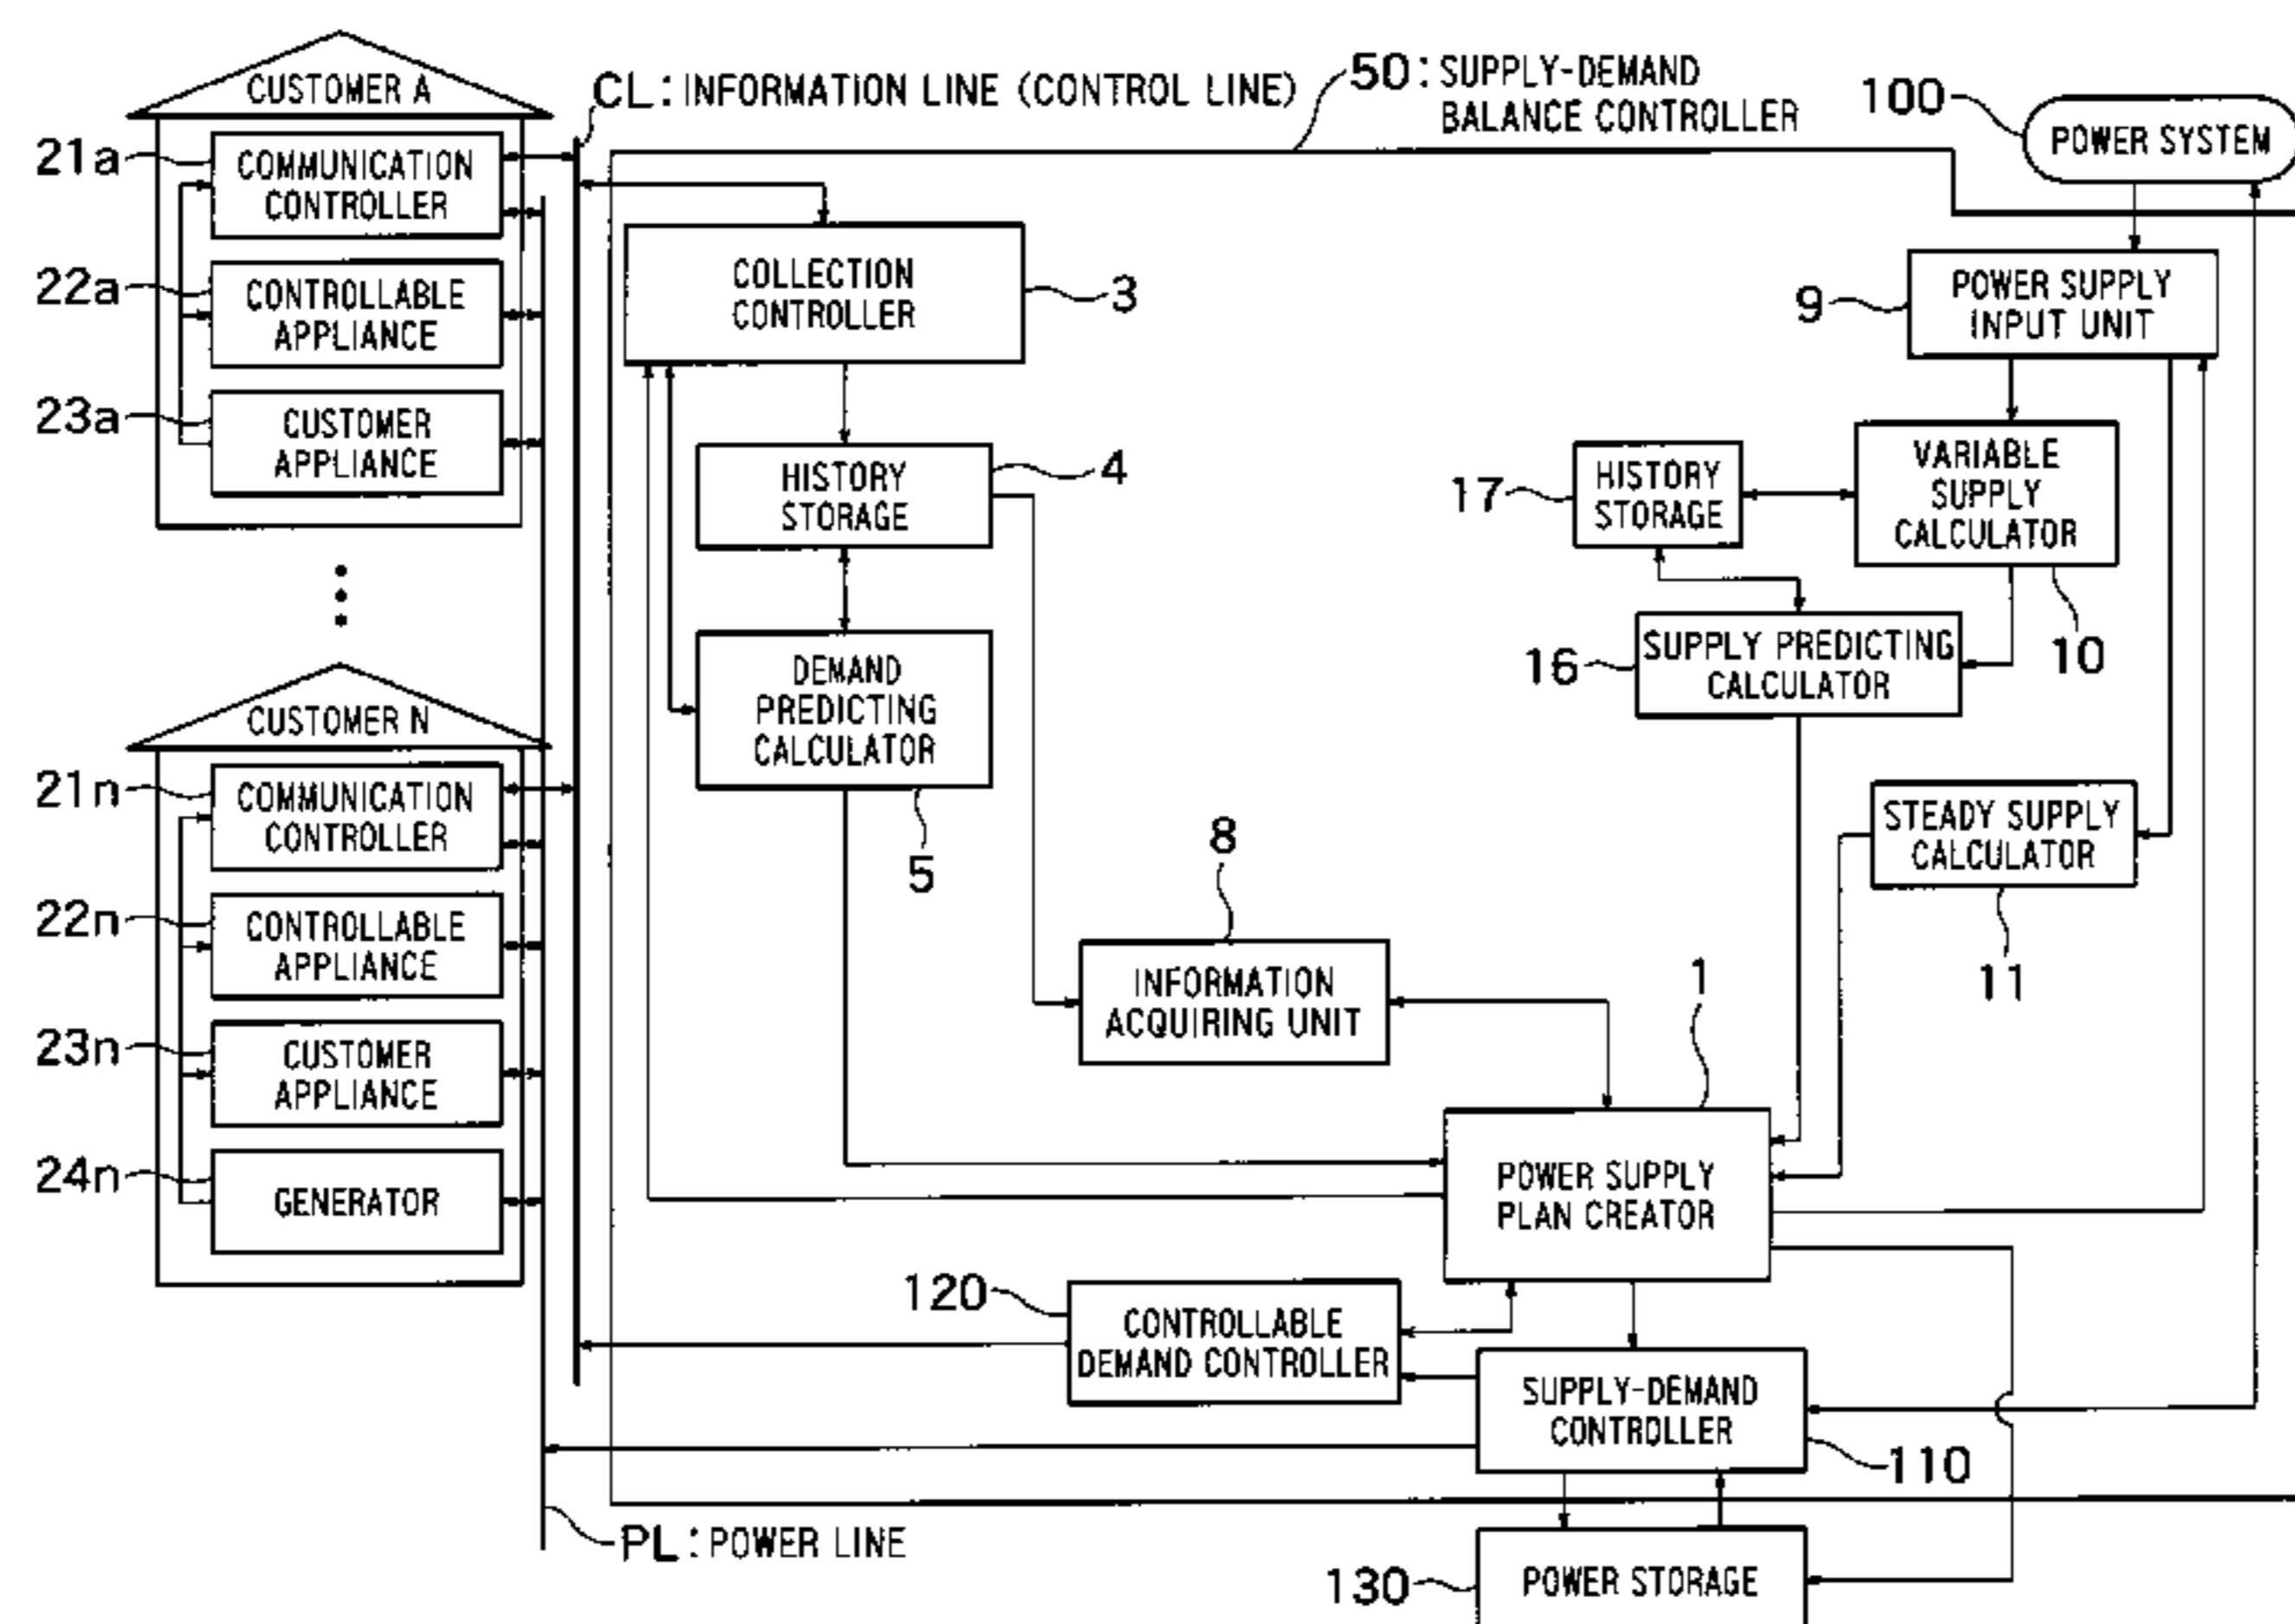 CUSTOMER A
21a
COMMUNICATION
CONTROLLER
22a
CONTROLLABLE
APPLIANCE
23a
CUSTOMER
APPLIANCE
CUSTOMER N
21n
COMMUNICATION
CONTROLLER
22n
CONTROLLABLE
APPLIANCE
23n
CUSTOMER
APPLIANCE
24n
GENERATOR
CL: INFORMATION LINE (CONTROL LINE)
50: SUPPLY-DEMAND
BALANCE CONTROLLER
100
POWER SYSTEM
COLLECTION
CONTROLLER
3
HISTORY
STORAGE
4
DEMAND
PREDICTING
CALCULATOR
5
9
POWER SUPPLY
INPUT UNIT
17
HISTORY
STORAGE
VARIABLE
SUPPLY
CALCULATOR
10
16
SUPPLY PREDICTING
CALCULATOR
STEADY SUPPLY
CALCULATOR
11
8
INFORMATION
ACQUIRING UNIT
1
POWER SUPPLY
PLAN CREATOR
120
CONTROLLABLE
DEMAND CONTROLLER
SUPPLY-DEMAND
CONTROLLER
110
PL: POWER LINE
130
POWER STORAGE